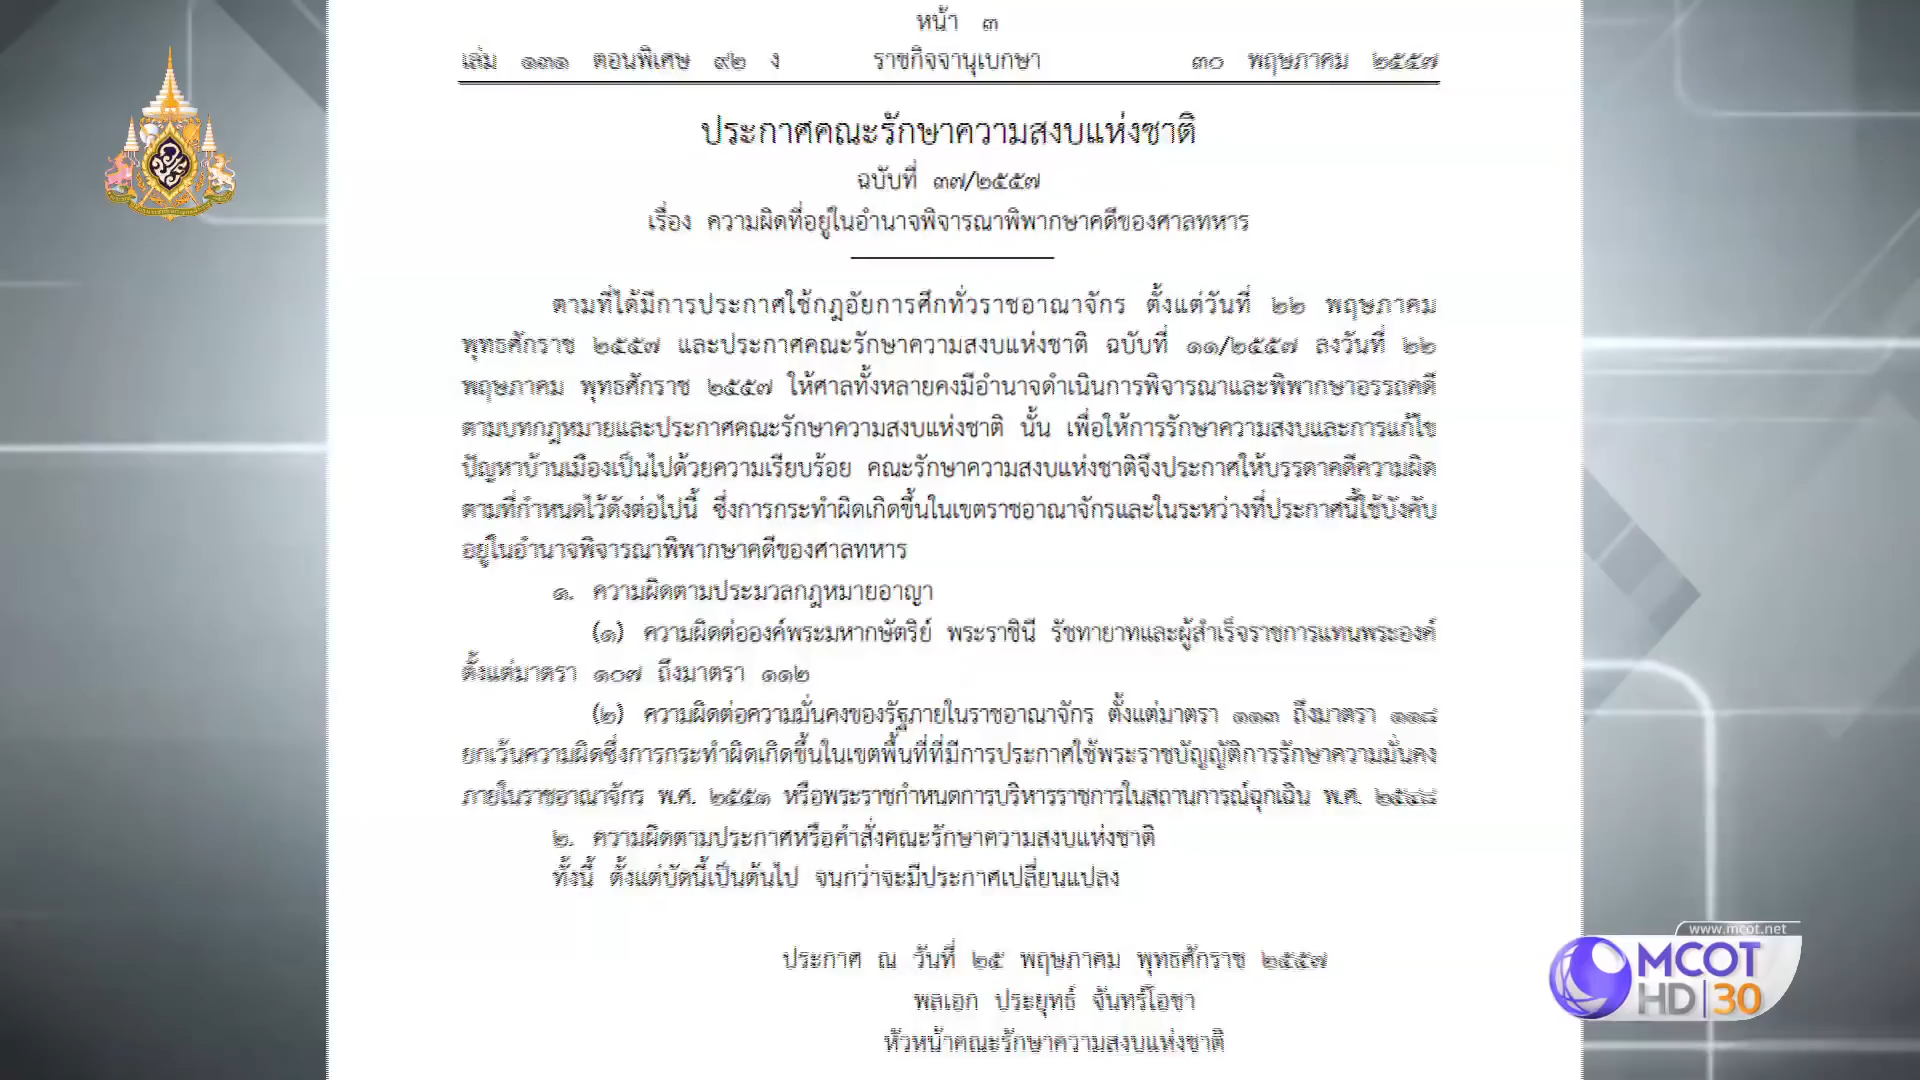 หน้า ๓
เล่ม ๑๓๑ ตอนพิเศษ ๙๒ ง ราชกิจจานุเบกษา ๓๐ พฤษภาคม ๒๕๕๗
ประกาศคณะรักษาความสงบแห่งชาติ
ฉบับที่ ๓๗/๒๕๕๗
เรื่อง ความผิดที่อยู่ในอำนาจพิจารณาพิพากษาคดีของศาลทหาร
ตามที่ได้มีการประกาศใช้กฎอัยการศึกทั่วราชอาณาจักร ตั้งแต่วันที่ ๒๒ พฤษภาคม
พุทธศักราช ๒๕๕๗ และประกาศคณะรักษาความสงบแห่งชาติ ฉบับที่ ๑๑/๒๕๕๗ ลงวันที่ ๒๒
พฤษภาคม พุทธศักราช ๒๕๕๗ ให้ศาลทั้งหลายคงมีอำนาจดำเนินการพิจารณาและพิพากษาอรรถคดี
ตามบทกฎหมายและประกาศคณะรักษาความสงบแห่งชาติ นั้น เพื่อให้การรักษาความสงบและการแก้ไข
ปัญหาบ้านเมืองเป็นไปด้วยความเรียบร้อย คณะรักษาความสงบแห่งชาติจึงประกาศให้บรรดาคดีความผิด
ตามที่กำหนดไว้ดังต่อไปนี้ ซึ่งการกระทำผิดเกิดขึ้นในเขตราชอาณาจักรและในระหว่างที่ประกาศนี้ใช้บังคับ
อยู่ในอำนาจพิจารณาพิพากษาคดีของศาลทหาร
๑. ความผิดตามประมวลกฎหมายอาญา
(๑) ความผิดต่อองค์พระมหากษัตริย์ พระราชินี รัชทายาทและผู้สำเร็จราชการแทนพระองค์
ตั้งแต่มาตรา ๑๐๗ ถึงมาตรา ๑๑๒
(๒) ความผิดต่อความมั่นคงของรัฐภายในราชอาณาจักร ตั้งแต่มาตรา ๑๑๓ ถึงมาตรา ๑๑๘
ยกเว้นความผิดซึ่งการกระทำผิดเกิดขึ้นในเขตพื้นที่ที่มีการประกาศใช้พระราชบัญญัติการรักษาความมั่นคง
ภายในราชอาณาจักร พ.ศ. ๒๕๕๑ หรือพระราชกำหนดการบริหารราชการในสถานการณ์ฉุกเฉิน พ.ศ. ๒๕๔๘
๒. ความผิดตามประกาศหรือคำสั่งคณะรักษาความสงบแห่งชาติ
ทั้งนี้ ตั้งแต่บัดนี้เป็นต้นไป จนกว่าจะมีประกาศเปลี่ยนแปลง
ประกาศ ณ วันที่ ๒๕ พฤษภาคม พุทธศักราช ๒๕๕๗
พลเอก ประยุทธ์ จันทร์โอชา
หัวหน้าคณะรักษาความสงบแห่งชาติ
www.mcot.net
MCOT
HD|30